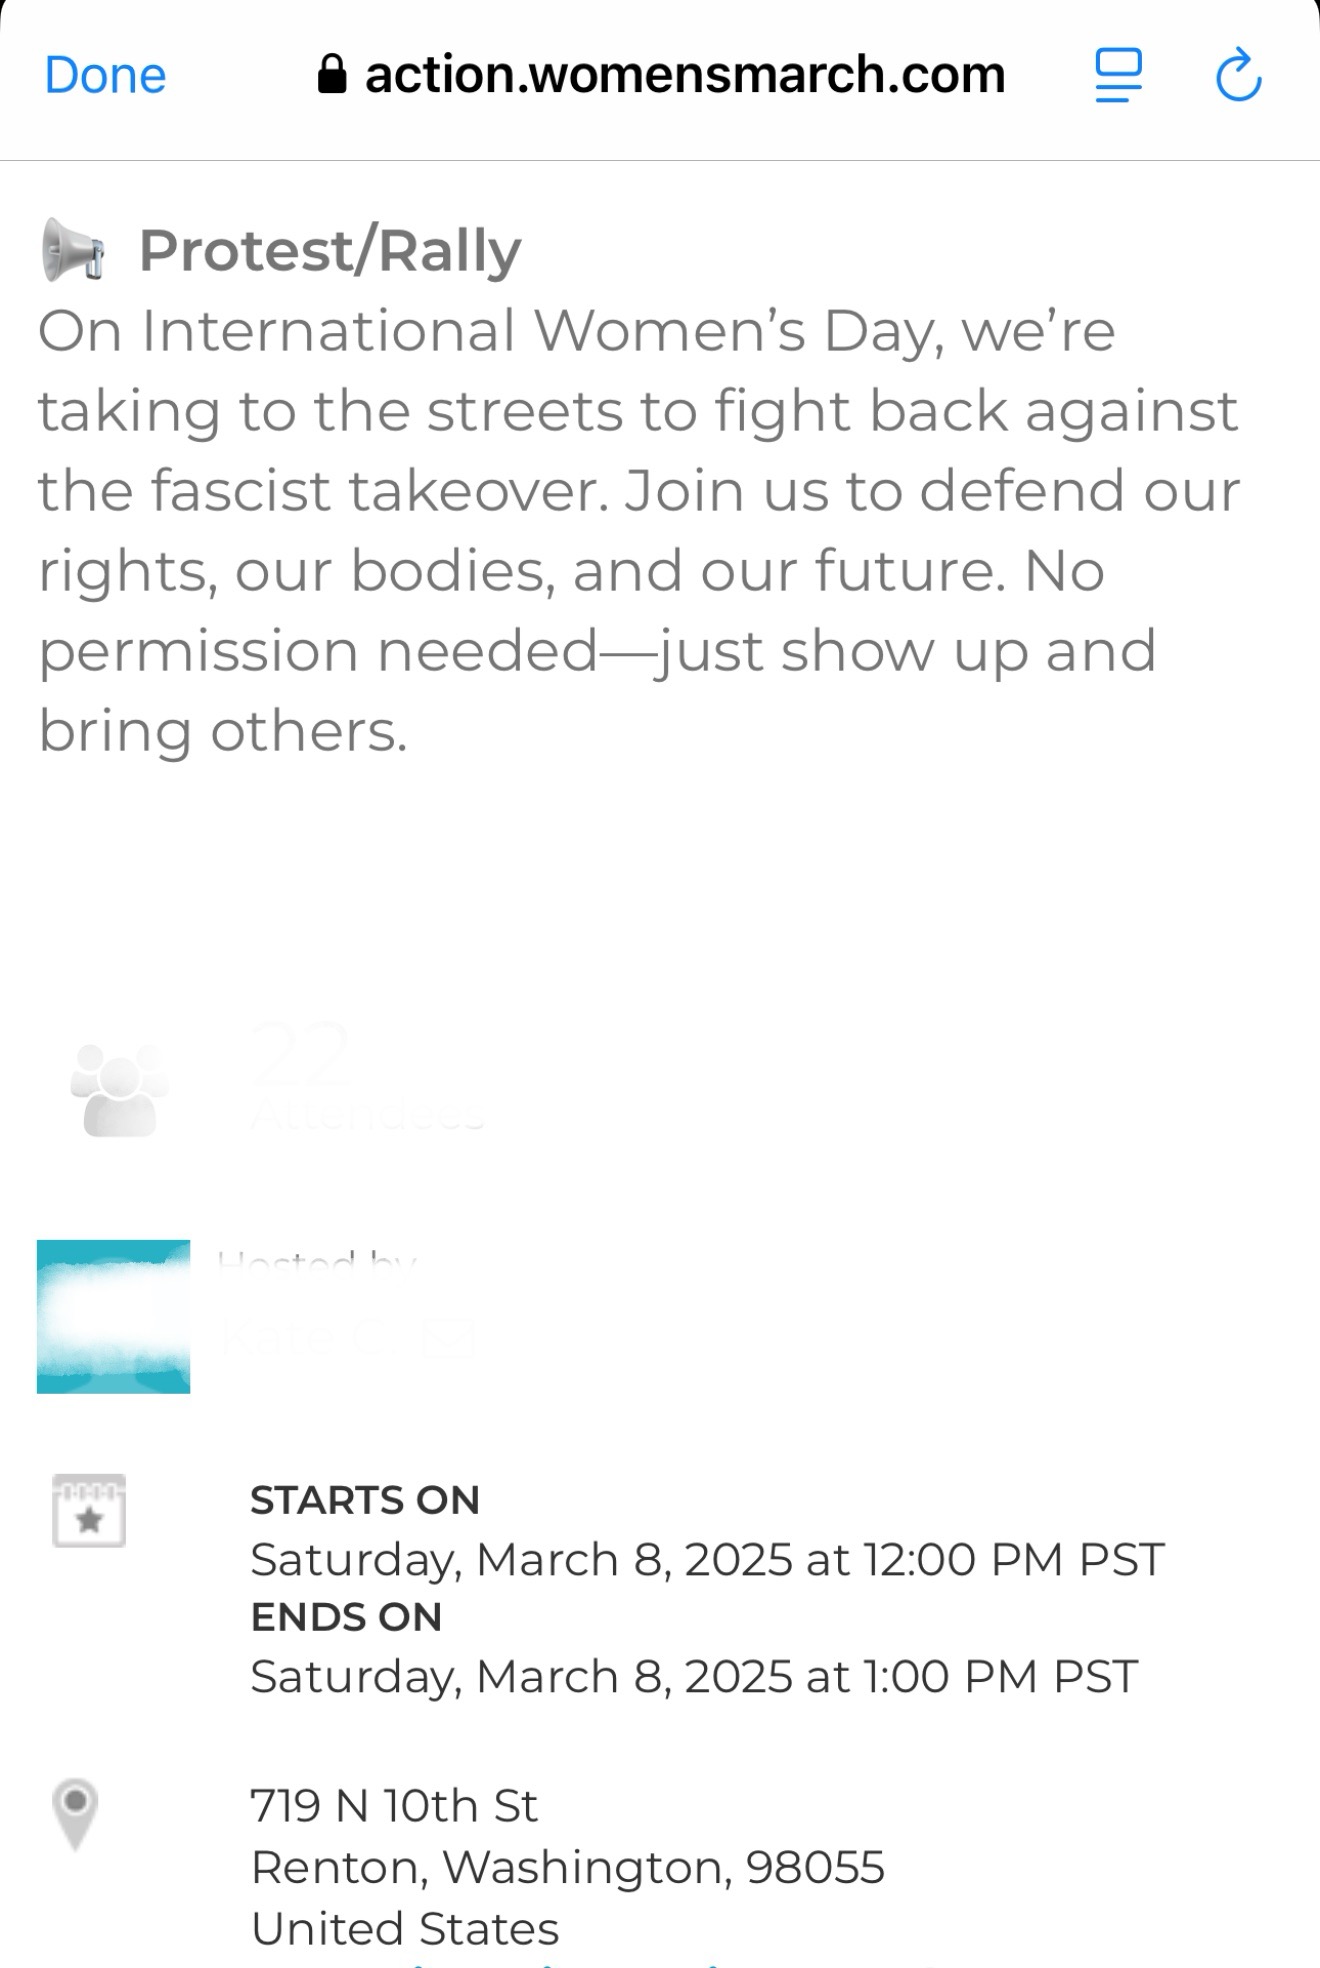 Done
action.womensmarch.com
Protest/Rally
On International Women’s Day, we’re
taking to the streets to fight back against
the fascist takeover. Join us to defend our
rights, our bodies, and our future. No
permission needed—just show up and
bring others.
22
Attendees
Hosted by
STARTS ON
Saturday, March 8, 2025 at 12:00 PM PST
ENDS ON
Saturday, March 8, 2025 at 1:00 PM PST
719 N 10th St
Renton, Washington, 98055
United States